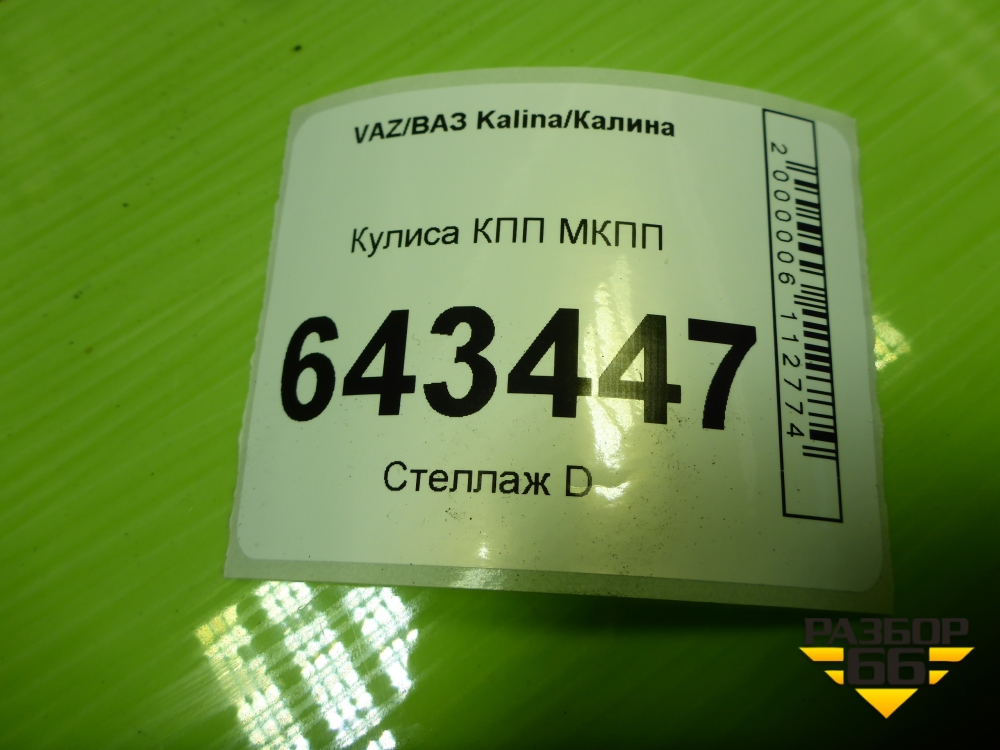 VAZ/ВАЗ Kalina/Калина
Кулиса КПП МКПП
643447
Стеллаж D
2000006112774
РАЗБОР
66